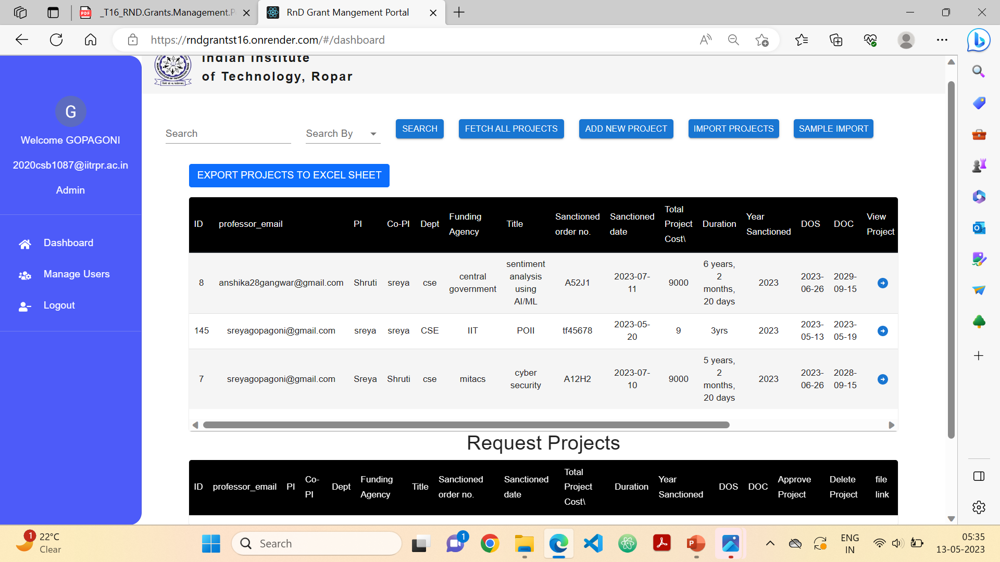 _T16_RND.Grants.Management.P
RnD Grant Mangement Portal
https://rndgrantst16.onrender.com/#/dashboard
Indian Institute
of Technology, Ropar
G
Welcome GOPAGONI
2020csb1087@iitrpr.ac.in
Admin
Dashboard
Manage Users
Logout
Search
Search By
SEARCH
FETCH ALL PROJECTS
ADD NEW PROJECT
IMPORT PROJECTS
SAMPLE IMPORT
EXPORT PROJECTS TO EXCEL SHEET
ID professor_email PI Co-PI Dept Funding Agency Title Sanctioned order no. Sanctioned date Total Project Cost\ Duration Year Sanctioned DOS DOC View Project
8 anshika28gangwar@gmail.com Shruti sreya cse central government sentiment analysis using AI/ML A52J1 2023-07-11 9000 6 years, 2 months, 20 days 2023 2023-06-26 2029-09-15
145 sreyagopagoni@gmail.com sreya sreya CSE IIT POII tf45678 2023-05-20 9 3yrs 2023 2023-05-13 2023-05-19
7 sreyagopagoni@gmail.com Sreya Shruti cse mitacs cyber security A12H2 2023-07-10 9000 5 years, 2 months, 20 days 2023 2023-06-26 2028-09-15
Request Projects
ID professor_email PI Co-PI Dept Funding Agency Title Sanctioned order no. Sanctioned date Total Project Cost\ Duration Year Sanctioned DOS DOC Approve Project Delete Project file link
1
22°C
Clear
Search
1
ENG
IN
05:35
13-05-2023